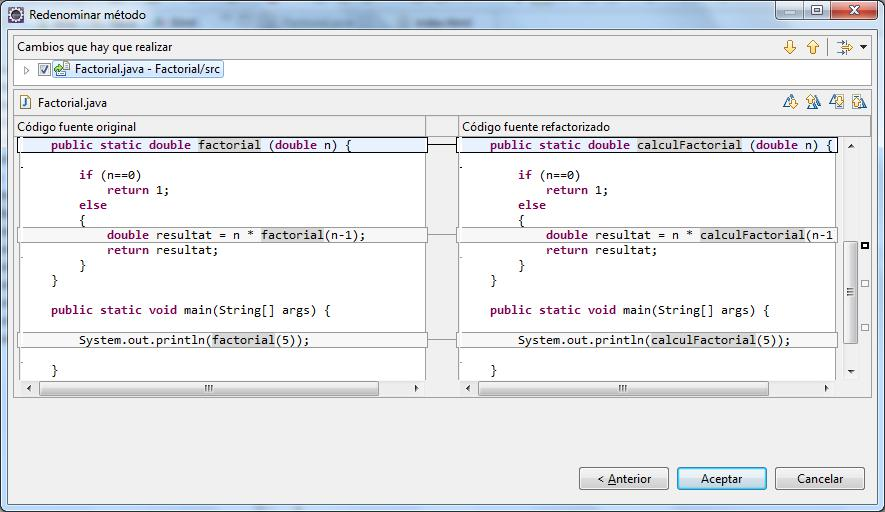 Redenominar método
Cambios que hay que realizar
Factorial.java - Factorial/src
Factorial.java
Código fuente original
public static double factorial (double n) {
if (n==0)
return 1;
else
{
double resultat = n * factorial(n-1);
return resultat;
}
}
public static void main(String[] args) {
System.out.println(factorial(5));
}
Código fuente refactorizado
public static double calculFactorial (double n) {
if (n==0)
return 1;
else
{
double resultat = n * calculFactorial(n-1
return resultat;
}
}
public static void main(String[] args) {
System.out.println(calculFactorial(5));
}
< Anterior
Aceptar
Cancelar